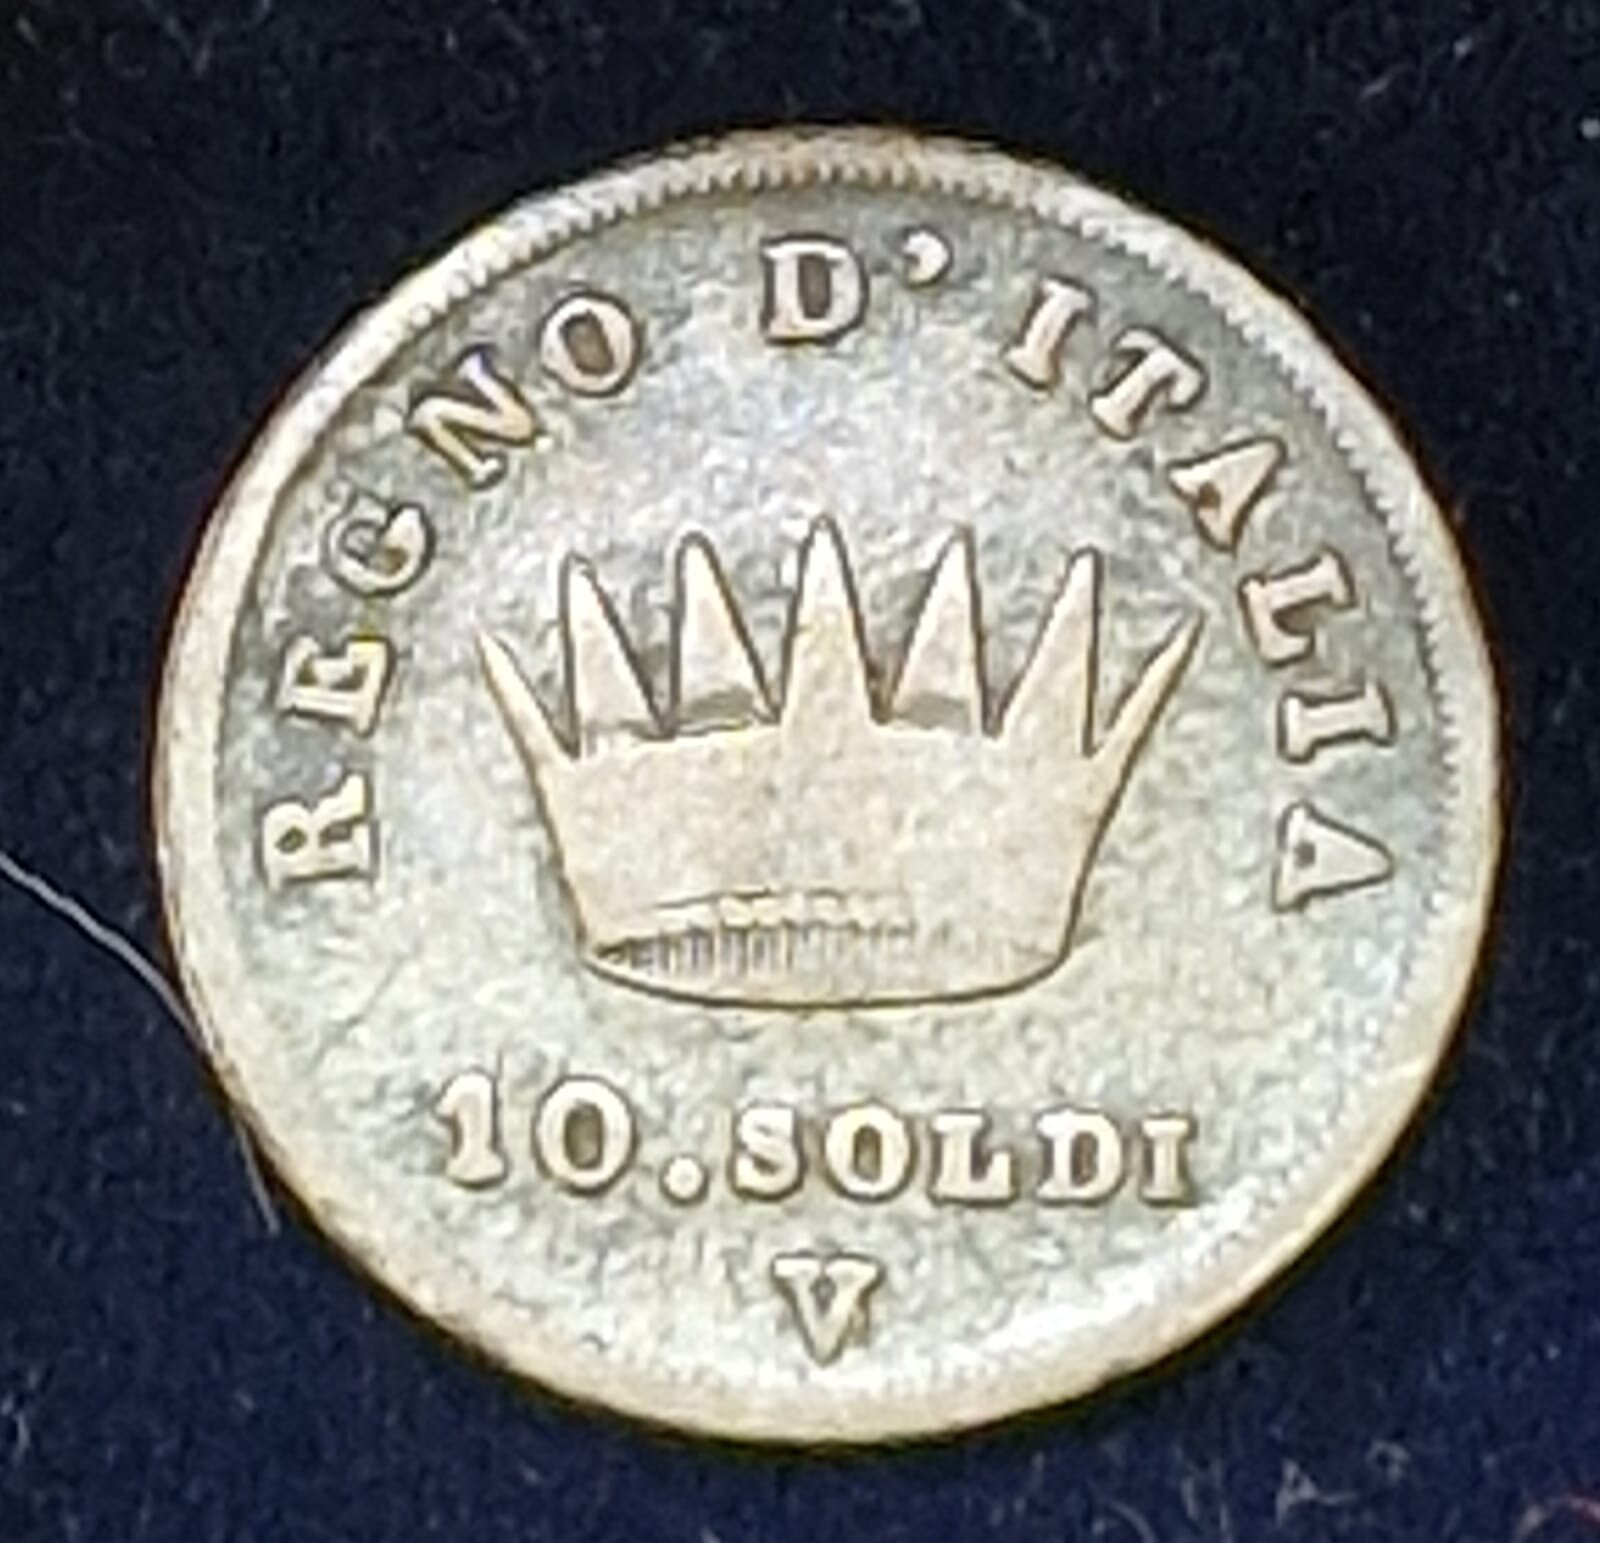 REGNO D'ITALIA
10.SOLDI
V